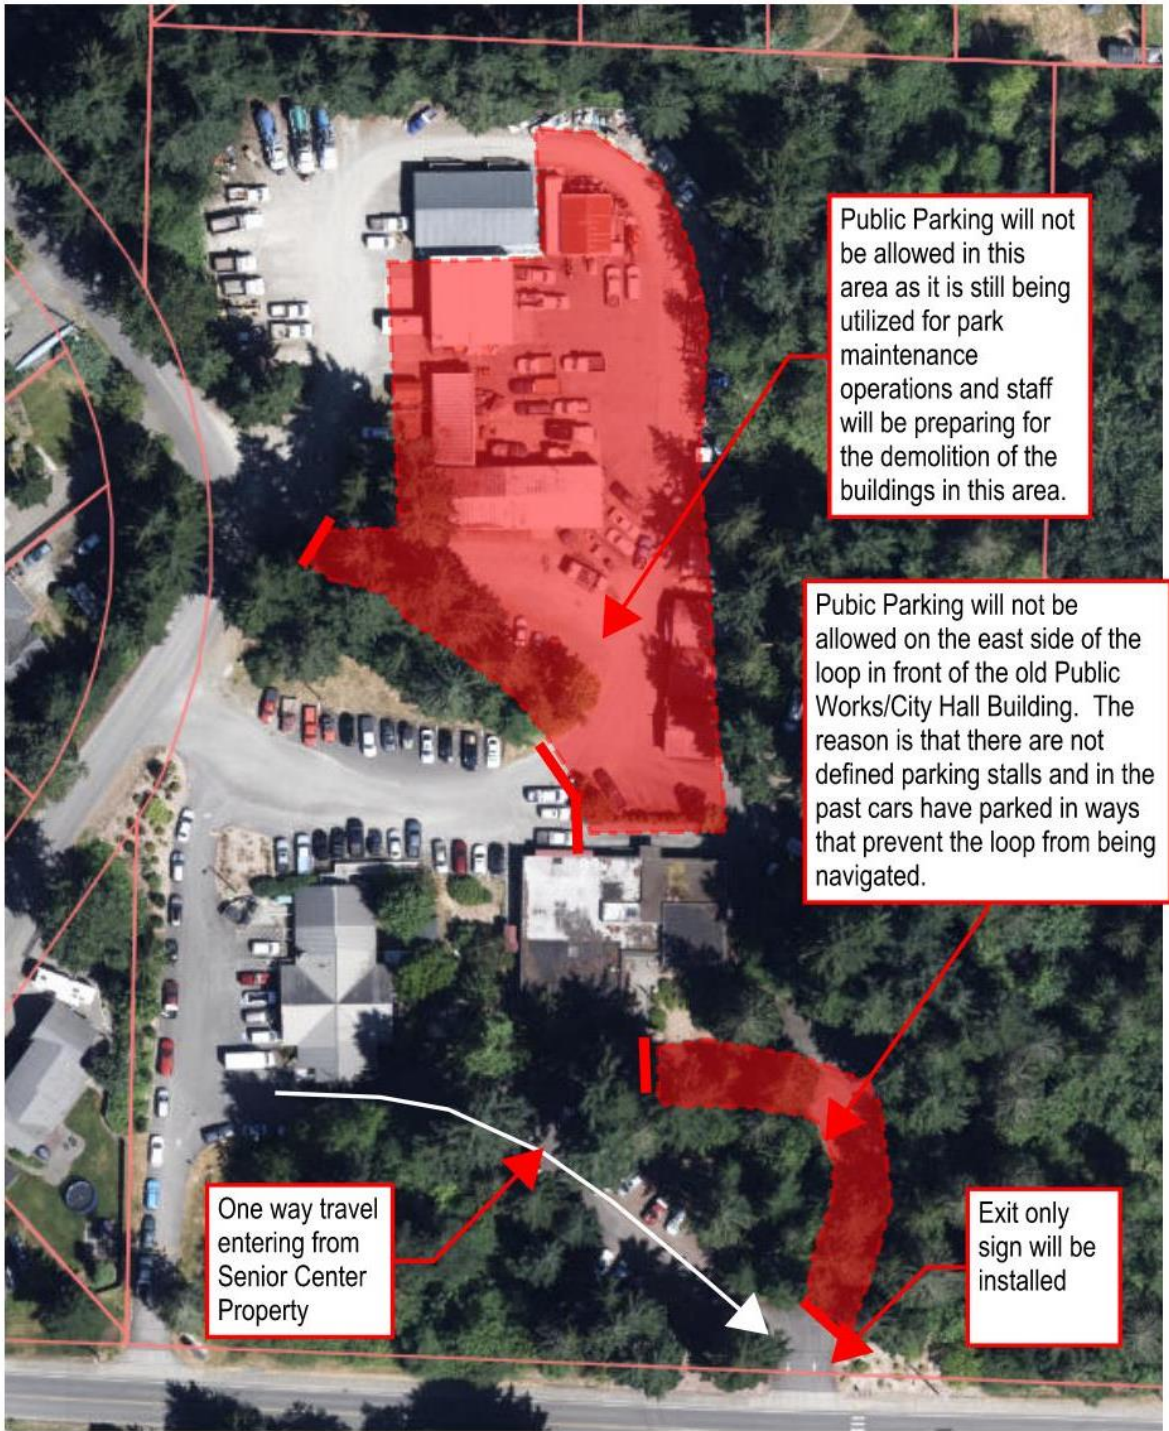 Public Parking will not
be allowed in this
area as it is still being
utilized for park
maintenance
operations and staff
will be preparing for
the demolition of the
buildings in this area.
Pubic Parking will not be
allowed on the east side of the
loop in front of the old Public
Works/City Hall Building.  The
reason is that there are not
defined parking stalls and in the
past cars have parked in ways
that prevent the loop from being
navigated.
One way travel
entering from
Senior Center
Property
Exit only
sign will be
installed